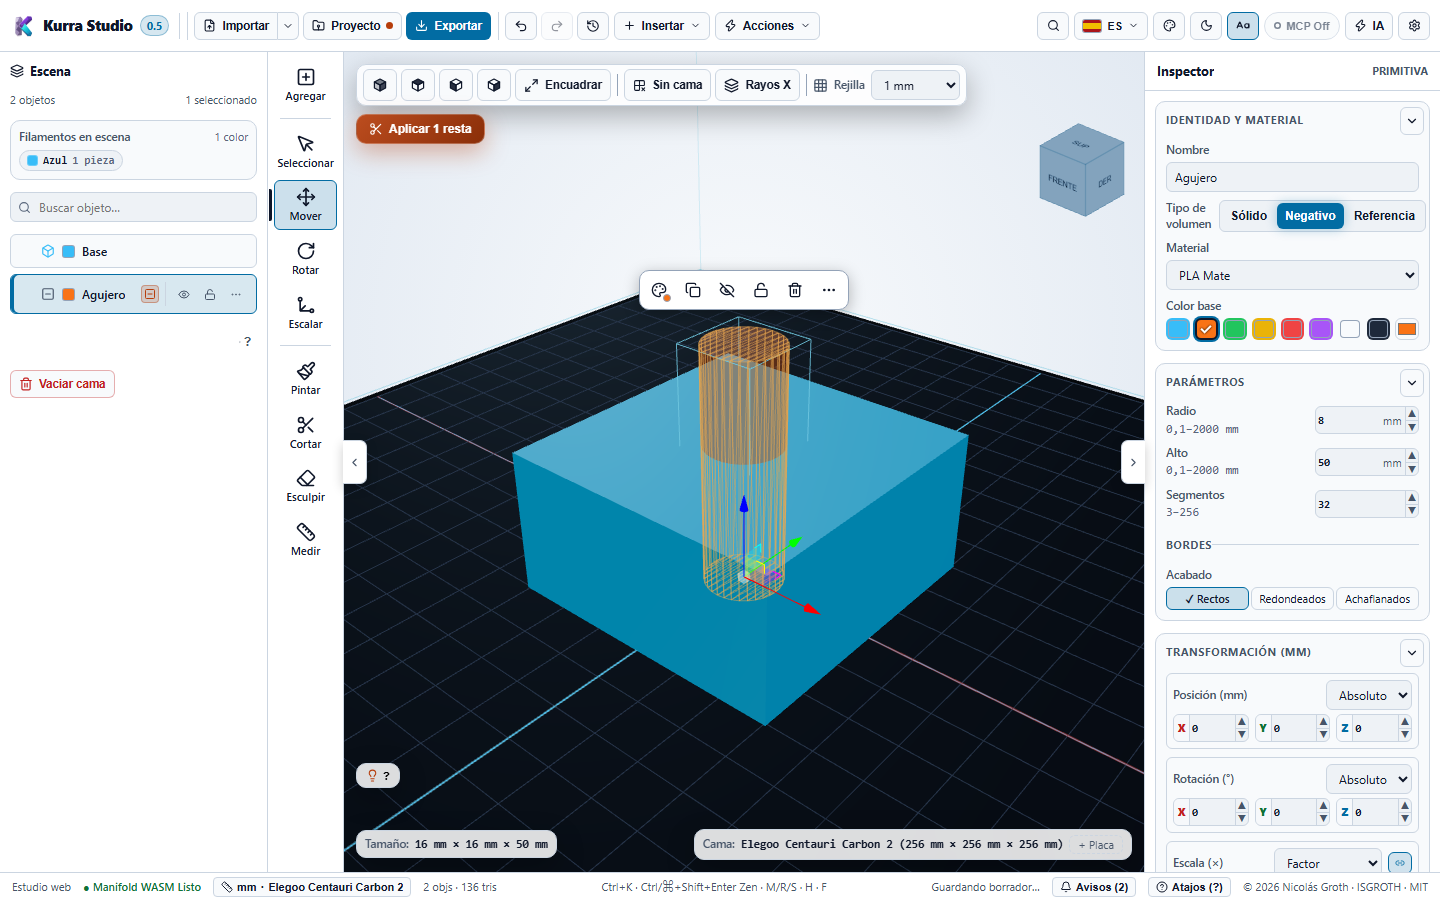 Kurra Studio 0.5
Importar
Proyecto
Exportar
Insertar
Acciones
ES
MCP Off
IA
Escena
2 objetos 1 seleccionado
Filamentos en escena 1 color
Azul 1 pieza
Buscar objeto...
Base
Agujero
?
Vaciar cama
Agregar
Seleccionar
Mover
Rotar
Escalar
Pintar
Cortar
Esculpir
Medir
Encuadrar
Sin cama
Rayos X
Rejilla 1 mm
Aplicar 1 resta
SUP
FRENTE
DER
?
Tamaño: 16 mm × 16 mm × 50 mm
Cama: Elegoo Centauri Carbon 2 (256 mm × 256 mm × 256 mm) + Placa
Inspector PRIMITIVA
IDENTIDAD Y MATERIAL
Nombre
Agujero
Tipo de volumen Sólido Negativo Referencia
Material
PLA Mate
Color base
PARÁMETROS
Radio 8 mm
0,1–2000 mm
Alto 50 mm
0,1–2000 mm
Segmentos 32
3–256
BORDES
Acabado
✓ Rectos Redondeados Achaflanados
TRANSFORMACIÓN (MM)
Posición (mm) Absoluto
X 0 Y 0 Z 0
Rotación (°) Absoluto
X 0 Y 0 Z 0
Escala (×) Factor
Estudio web ● Manifold WASM Listo mm · Elegoo Centauri Carbon 2 2 objs · 136 tris Ctrl+K · Ctrl/⌘+Shift+Enter Zen · M/R/S · H · F Guardando borrador... Avisos (2) Atajos (?) © 2026 Nicolás Groth · ISGROTH · MIT